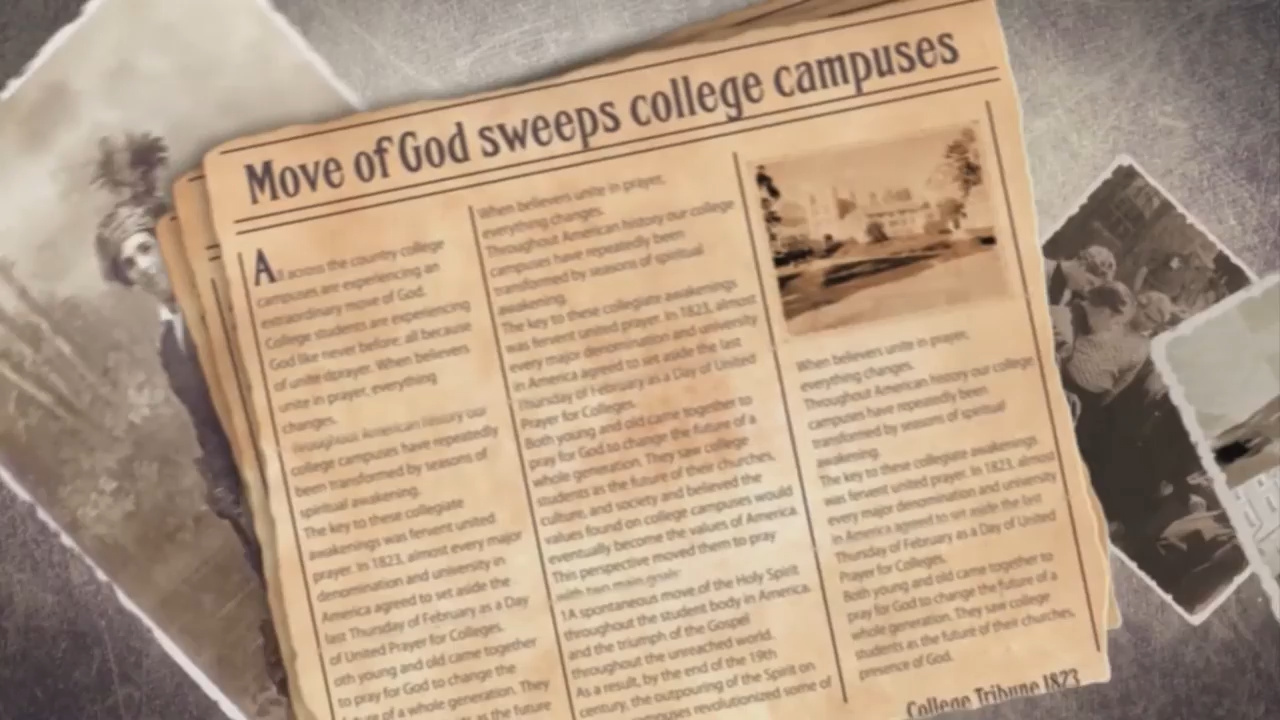 Move of God sweeps college campuses
All across the country college
campuses are experiencing an
extraordinary move of God.
College students are experiencing
God like never before; all because
of unite dprayer. When believers
unite in prayer, everything
changes.
Throughout American history our
college campuses have repeatedly
been transformed by seasons of
spiritual awakening.
The key to these collegiate
awakenings was fervent united
prayer. In 1823, almost every major
denomination and university in
America agreed to set aside the
last Thursday of February as a Day
of United Prayer for Colleges.
oth young and old came together
to pray for God to change the
future of a whole generation. They
as the future
When believers unite in prayer,
everything changes.
Throughout American history our college
campuses have repeatedly been
transformed by seasons of spiritual
awakening.
The key to these collegiate awakenings
was fervent united prayer. In 1823, almost
every major denomination and university
in America agreed to set aside the last
Thursday of February as a Day of United
Prayer for Colleges.
Both young and old came together to
pray for God to change the future of a
whole generation. They saw college
students as the future of their churches,
culture, and society and believed the
values found on college campuses would
eventually become the values of America.
This perspective moved them to pray
with two main goals:
1A spontaneous move of the Holy Spirit
throughout the student body in America.
and the triumph of the Gospel
throughout the unreached world.
As a result, by the end of the 19th
century, the outpouring of the Spirit on
campuses revolutionized some of
When believers unite in prayer,
everything changes.
Throughout American history our college
campuses have repeatedly been
transformed by seasons of spiritual
awakening.
The key to these collegiate awakenings
was fervent united prayer. In 1823, almost
every major denomination and university
in America agreed to set aside the last
Thursday of February as a Day of United
Prayer for Colleges.
Both young and old came together to
pray for God to change the future of a
whole generation. They saw college
students as the future of their churches,
presence of God.
College Tribune 1823